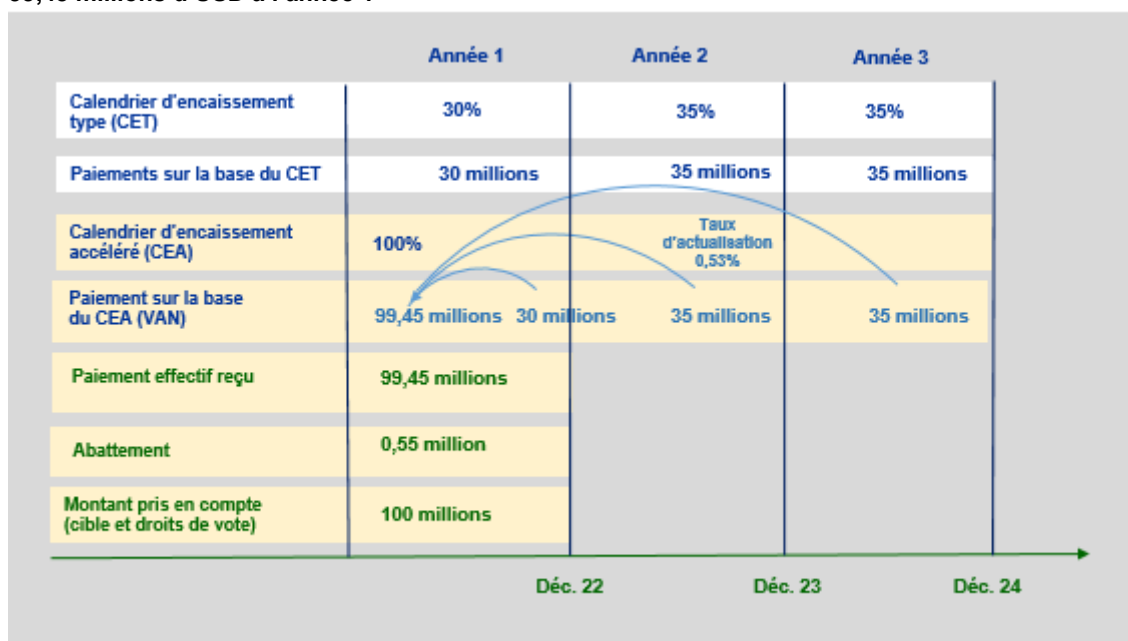 Année 1 Année 2 Année 3
Calendrier d'encaissement
type (CET)
30% 35% 35%
Paiements sur la base du CET 30 millions 35 millions 35 millions
Calendrier d'encaissement
accéléré (CEA)
100%
Taux
d'actualisation
0,53%
Paiement sur la base
du CEA (VAN)
99,45 millions 30 millions 35 millions 35 millions
Paiement effectif reçu 99,45 millions
Abattement 0,55 million
Montant pris en compte
(cible et droits de vote)
100 millions
Déc. 22 Déc. 23 Déc. 24